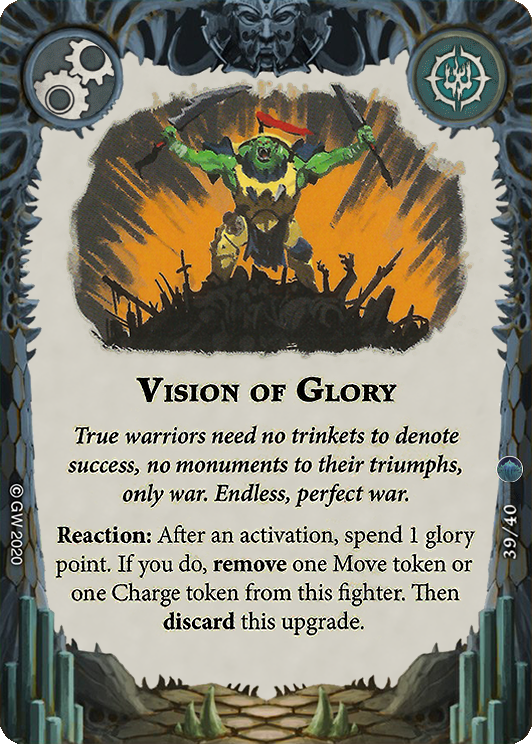 VISION OF GLORY
True warriors need no trinkets to denote
success, no monuments to their triumphs,
only war. Endless, perfect war.
Reaction: After an activation, spend 1 glory
point. If you do, remove one Move token or
one Charge token from this fighter. Then
discard this upgrade.
© GW 2020
39/40